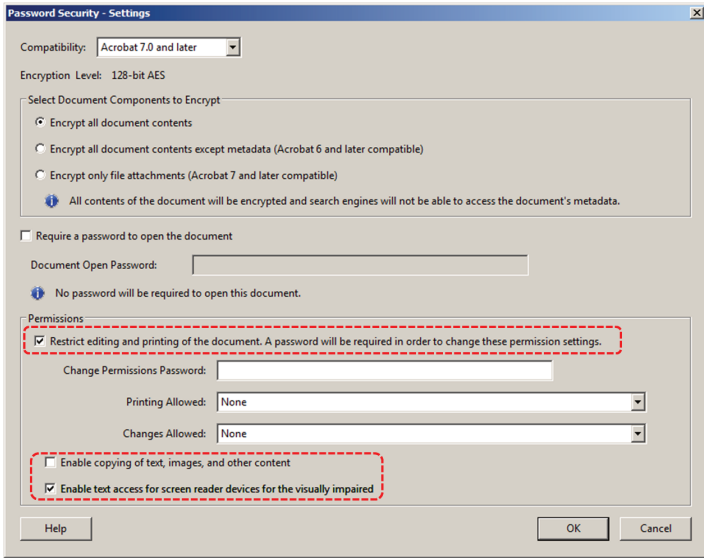 Password Security - Settings
Compatibility: Acrobat 7.0 and later
Encryption Level: 128-bit AES
Select Document Components to Encrypt
Encrypt all document contents
Encrypt all document contents except metadata (Acrobat 6 and later compatible)
Encrypt only file attachments (Acrobat 7 and later compatible)
All contents of the document will be encrypted and search engines will not be able to access the document's metadata.
Require a password to open the document
Document Open Password:
No password will be required to open this document.
Permissions
Restrict editing and printing of the document. A password will be required in order to change these permission settings.
Change Permissions Password:
Printing Allowed: None
Changes Allowed: None
Enable copying of text, images, and other content
Enable text access for screen reader devices for the visually impaired
Help OK Cancel